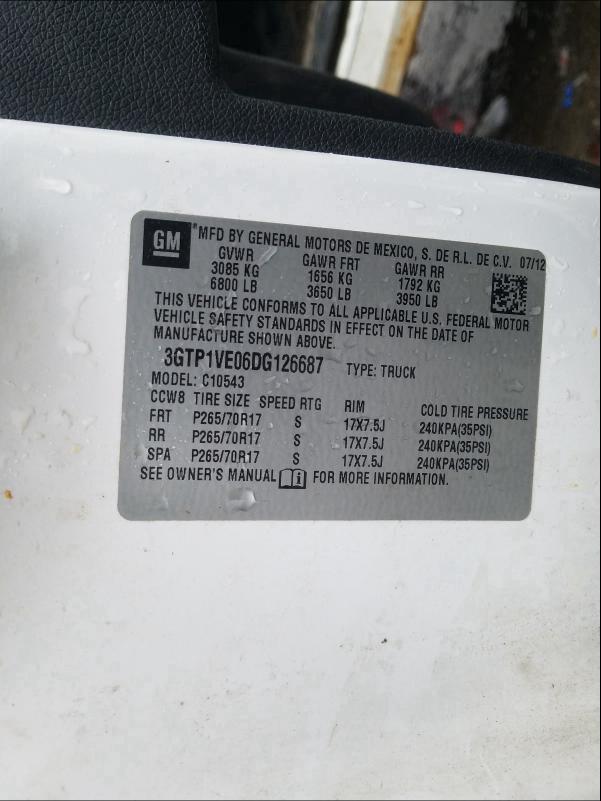 GM ® MFD BY GENERAL MOTORS DE MEXICO, S. DE R.L. DE C.V. 07/12
GVWR GAWR FRT GAWR RR
3085 KG 1656 KG 1792 KG
6800 LB 3650 LB 3950 LB
THIS VEHICLE CONFORMS TO ALL APPLICABLE U.S. FEDERAL MOTOR
VEHICLE SAFETY STANDARDS IN EFFECT ON THE DATE OF
MANUFACTURE SHOWN ABOVE.
3GTP1VE06DG126687 TYPE: TRUCK
MODEL: C10543
CCW8 TIRE SIZE SPEED RTG RIM COLD TIRE PRESSURE
FRT P265/70R17 S 17X7.5J 240KPA(35PSI)
RR P265/70R17 S 17X7.5J 240KPA(35PSI)
SPA P265/70R17 S 17X7.5J 240KPA(35PSI)
SEE OWNER'S MANUAL i FOR MORE INFORMATION.